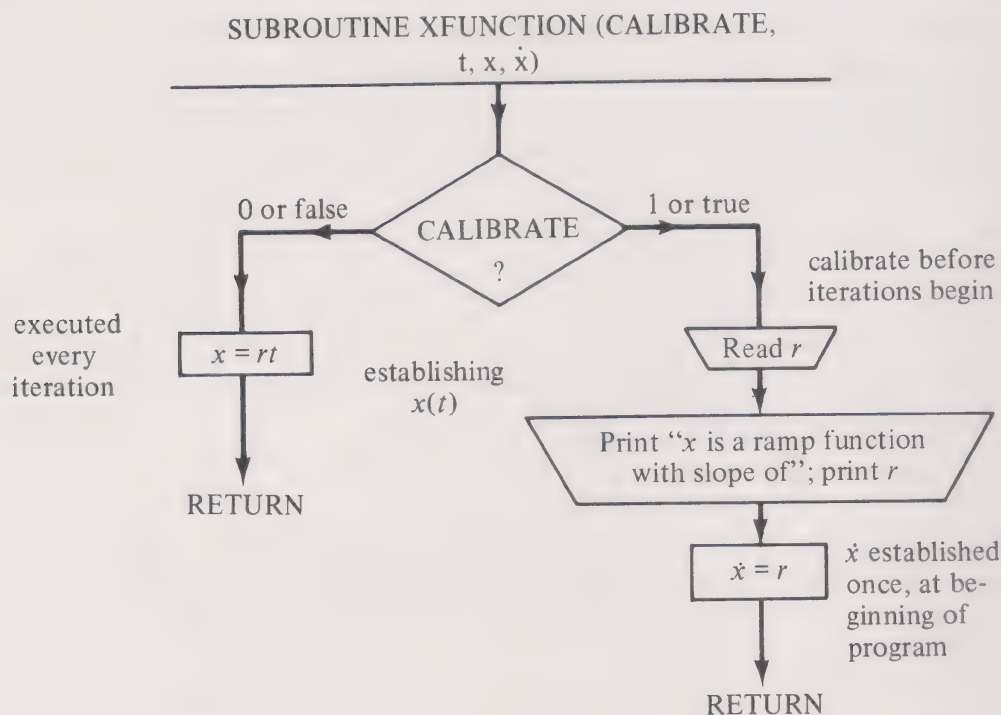 SUBROUTINE XFUNCTION (CALIBRATE,
t, x, ẋ)
0 or false
1 or true
CALIBRATE
?
calibrate before
iterations begin
executed
every
iteration
x = rt
establishing
x(t)
Read r
Print “x is a ramp function
with slope of”; print r
RETURN
ẋ = r
ẋ established
once, at be-
ginning of
program
RETURN